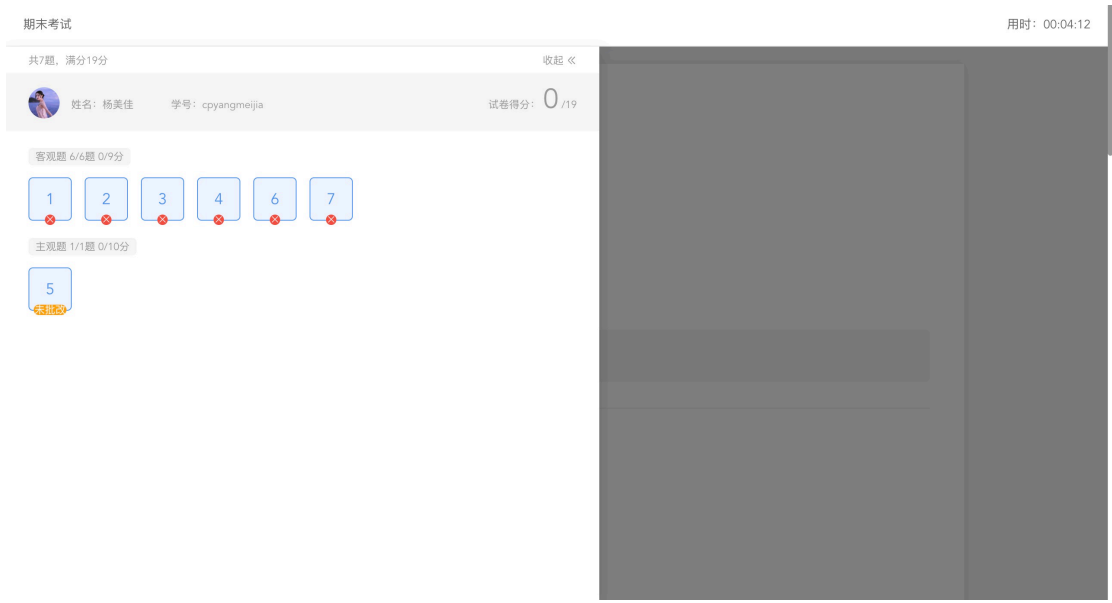 期末考试
用时：00:04:12
共7题，满分19分
收起 《
姓名：杨美佳
学号：cpyangmeijia
试卷得分：0/19
客观题 6/6题 0/9分
1 2 3 4 6 7
主观题 1/1题 0/10分
5
未批改